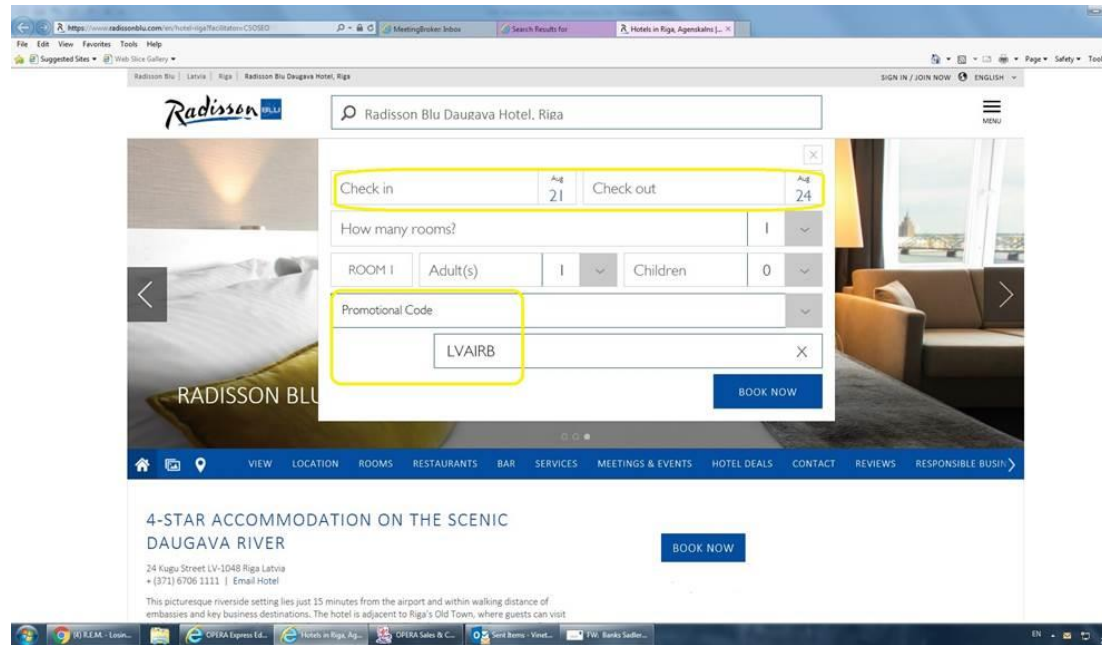 https://www.radissonblu.com/en/hotel-riga?facilitator=CSOSEO
MeetingBroker: Inbox
Search Results for
Hotels in Riga, Agenskalns |...
File Edit View Favorites Tools Help
Suggested Sites Web Slice Gallery
Page Safety Tool
Radisson Blu | Latvia | Riga | Radisson Blu Daugava Hotel, Riga
SIGN IN / JOIN NOW ENGLISH
Radisson BLU
Radisson Blu Daugava Hotel, Riga
MENU
Check in Aug 21 Check out Aug 24
How many rooms? 1
ROOM 1 Adult(s) 1 Children 0
Promotional Code
LVAIRB X
BOOK NOW
RADISSON BLU
VIEW LOCATION ROOMS RESTAURANTS BAR SERVICES MEETINGS & EVENTS HOTEL DEALS CONTACT REVIEWS RESPONSIBLE BUSIN
4-STAR ACCOMMODATION ON THE SCENIC
DAUGAVA RIVER
BOOK NOW
24 Kugu Street LV-1048 Riga Latvia
+ (371) 6706 1111 | Email Hotel
This picturesque riverside setting lies just 15 minutes from the airport and within walking distance of
embassies and key business destinations. The hotel is adjacent to Riga's Old Town, where guests can visit
(4) R.E.M. - Losin... OPERA Express Ed... Hotels in Riga, Ag... OPERA Sales & C... Sent Items - Vinet... FW: Banks Sadler... EN